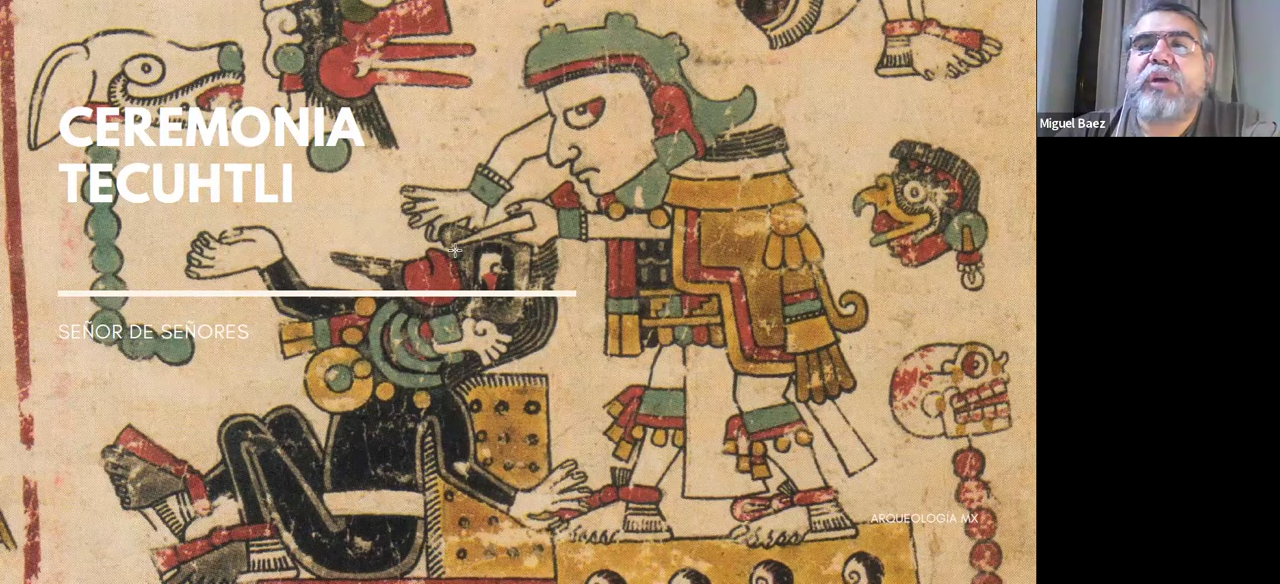 CEREMONIA
TECUHTLI
SEÑOR DE SEÑORES
ARQUEOLOGÍA MX
Miguel Baez